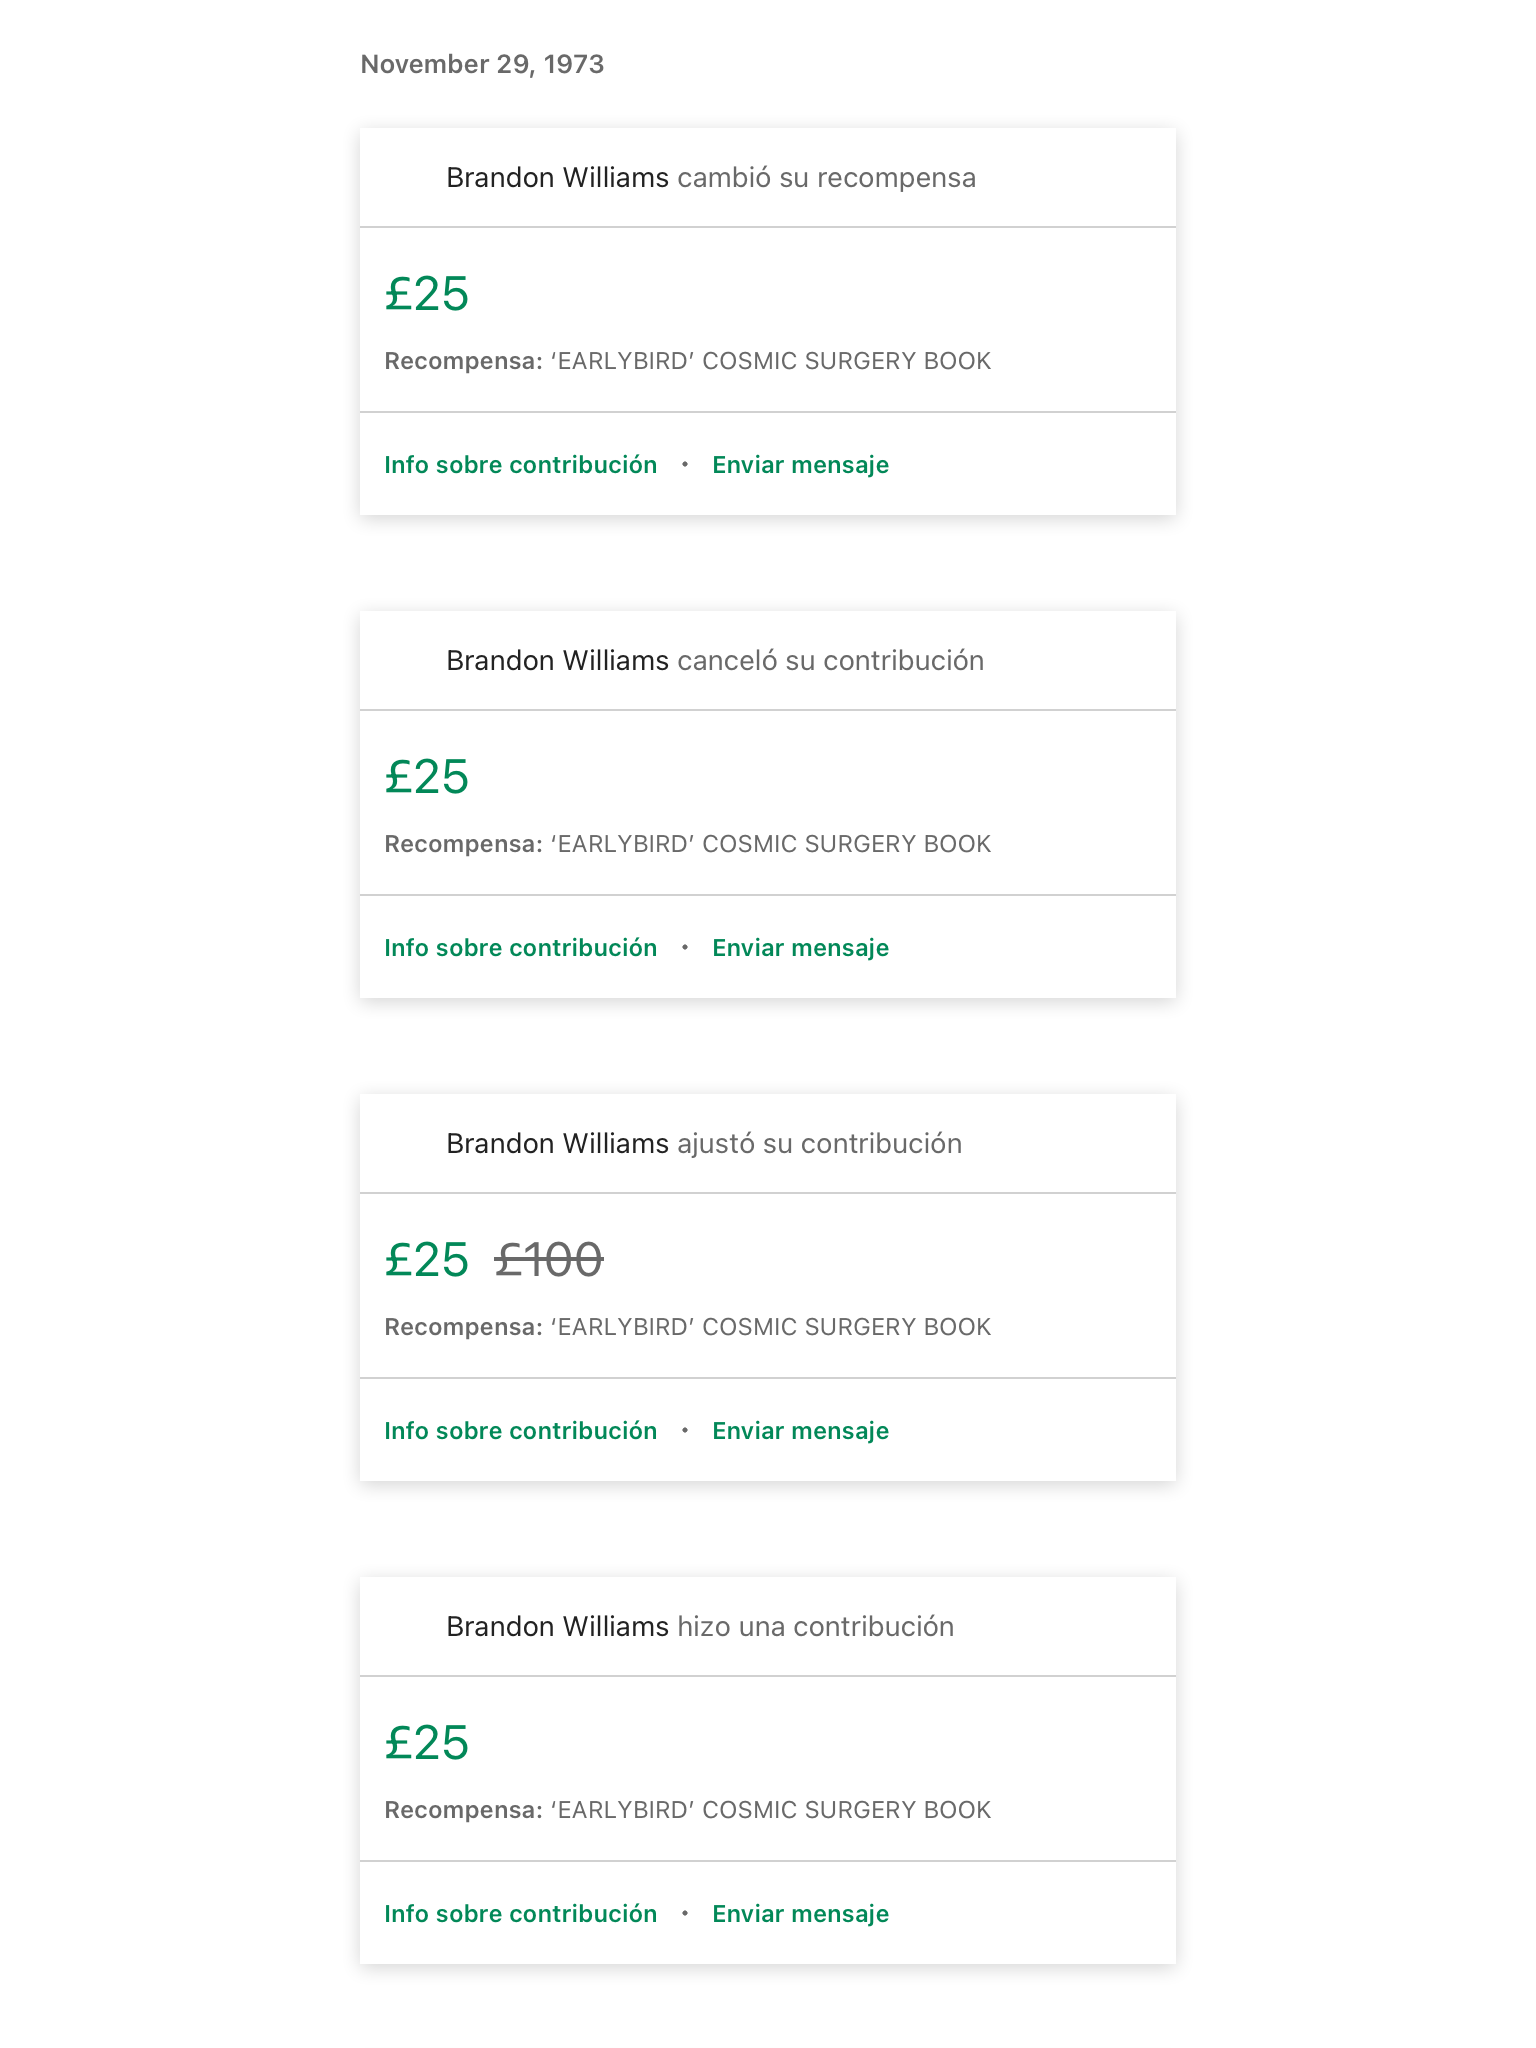 November 29, 1973
Brandon Williams cambió su recompensa
£25
Recompensa: ‘EARLYBIRD’ COSMIC SURGERY BOOK
Info sobre contribución • Enviar mensaje
Brandon Williams canceló su contribución
£25
Recompensa: ‘EARLYBIRD’ COSMIC SURGERY BOOK
Info sobre contribución • Enviar mensaje
Brandon Williams ajustó su contribución
£25 £100
Recompensa: ‘EARLYBIRD’ COSMIC SURGERY BOOK
Info sobre contribución • Enviar mensaje
Brandon Williams hizo una contribución
£25
Recompensa: ‘EARLYBIRD’ COSMIC SURGERY BOOK
Info sobre contribución • Enviar mensaje